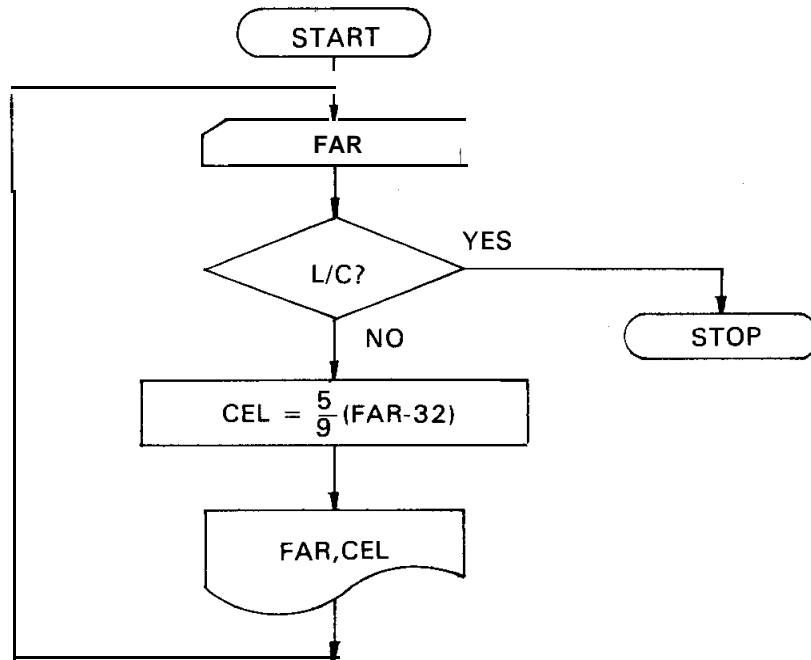 START
FAR
L/C?
YES
STOP
NO
CEL = 5/9 (FAR-32)
FAR,CEL